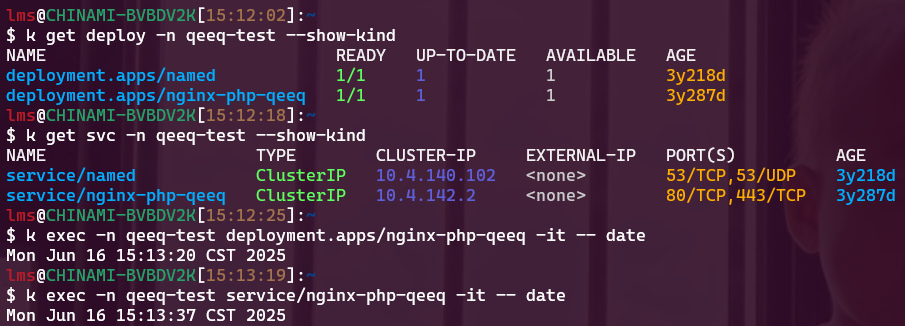 lms@CHINAMI-BVBDV2K[15:12:02]:~
$ k get deploy -n qeeq-test --show-kind
NAME READY UP-TO-DATE AVAILABLE AGE
deployment.apps/named 1/1 1 1 3y218d
deployment.apps/nginx-php-qeeq 1/1 1 1 3y287d
lms@CHINAMI-BVBDV2K[15:12:18]:~
$ k get svc -n qeeq-test --show-kind
NAME TYPE CLUSTER-IP EXTERNAL-IP PORT(S) AGE
service/named ClusterIP 10.4.140.102 <none> 53/TCP,53/UDP 3y218d
service/nginx-php-qeeq ClusterIP 10.4.142.2 <none> 80/TCP,443/TCP 3y287d
lms@CHINAMI-BVBDV2K[15:12:25]:~
$ k exec -n qeeq-test deployment.apps/nginx-php-qeeq -it -- date
Mon Jun 16 15:13:20 CST 2025
lms@CHINAMI-BVBDV2K[15:13:19]:~
$ k exec -n qeeq-test service/nginx-php-qeeq -it -- date
Mon Jun 16 15:13:37 CST 2025